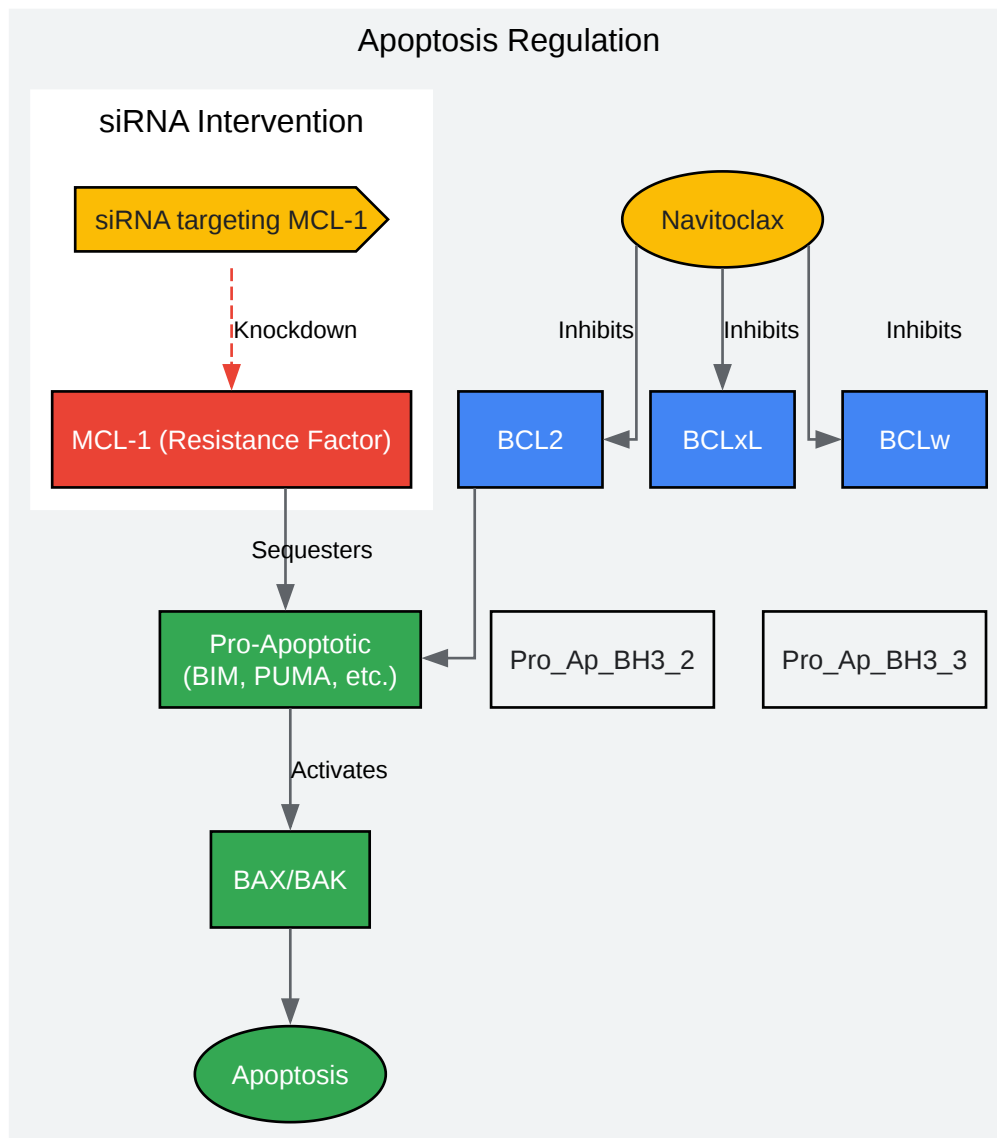 Apoptosis Regulation
siRNA Intervention
siRNA targeting MCL-1
Navitoclax
Knockdown
Inhibits
Inhibits
Inhibits
MCL-1 (Resistance Factor)
BCL2
BCLxL
BCLw
Sequesters
Pro-Apoptotic
(BIM, PUMA, etc.)
Pro_Ap_BH3_2
Pro_Ap_BH3_3
Activates
BAX/BAK
Apoptosis